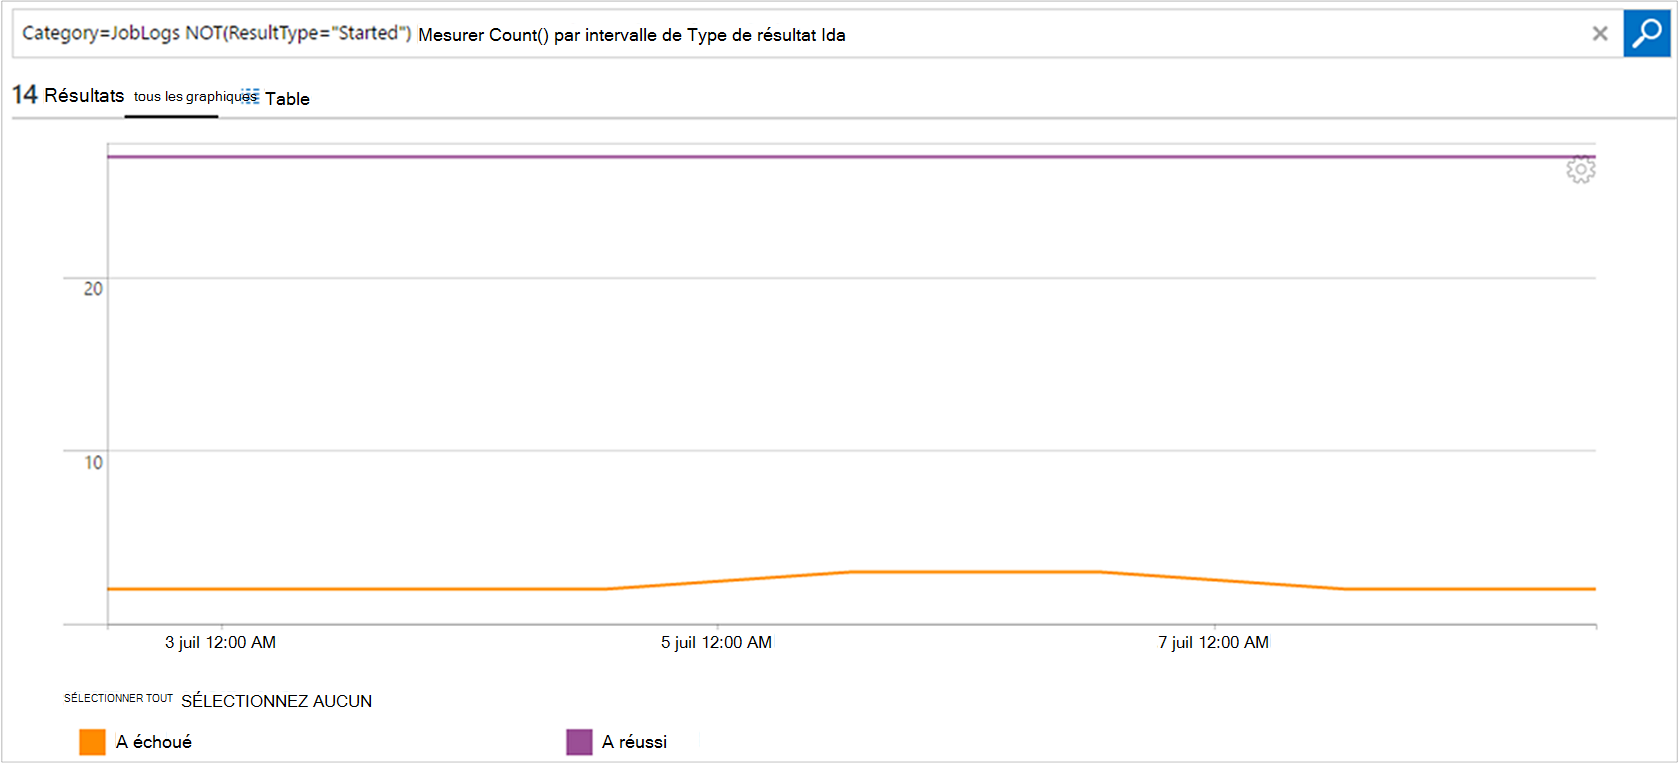 Category=JobLogs NOT(ResultType="Started") Mesurer Count() par intervalle de Type de résultat Ida
14 Résultats tous les graphiques Table
20
10
3 juil 12:00 AM 5 juil 12:00 AM 7 juil 12:00 AM
SÉLECTIONNER TOUT SÉLECTIONNEZ AUCUN
A échoué A réussi